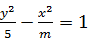 y²/5 − x²/m = 1